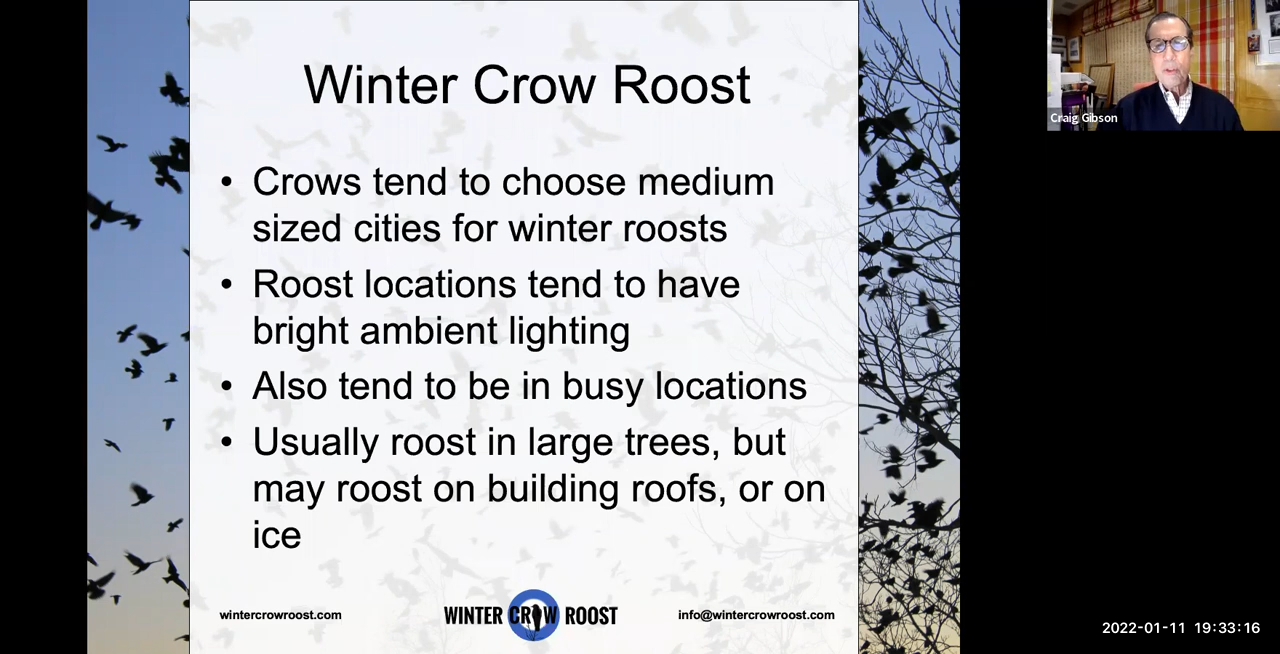 Winter Crow Roost
• Crows tend to choose medium
sized cities for winter roosts
• Roost locations tend to have
bright ambient lighting
• Also tend to be in busy locations
• Usually roost in large trees, but
may roost on building roofs, or on
ice
wintercrowroost.com
WINTER CROW ROOST
info@wintercrowroost.com
Craig Gibson
2022-01-11 19:33:16